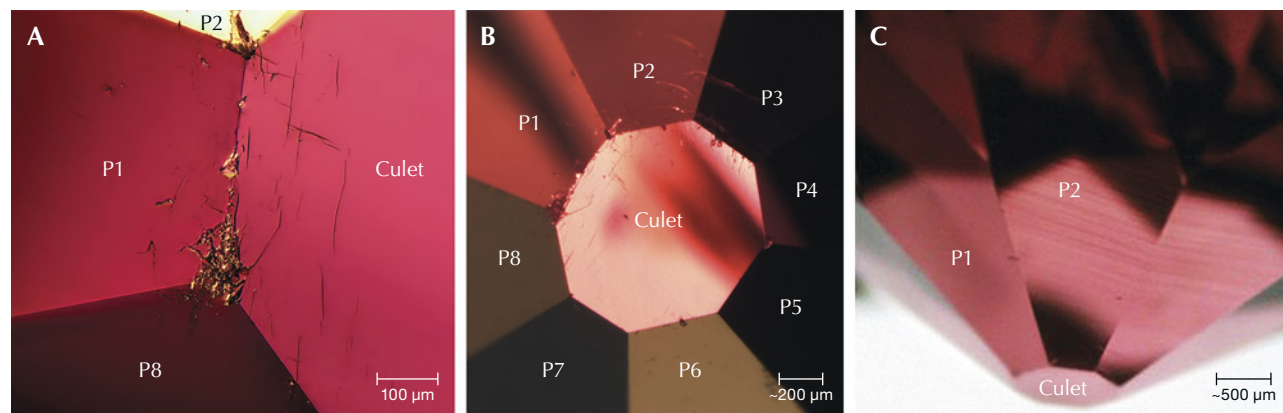 A
P2
P1
Culet
P8
100 µm
B
P2
P3
P1
P4
Culet
P8
P5
P7
P6
~200 µm
C
P2
P1
Culet
~500 µm